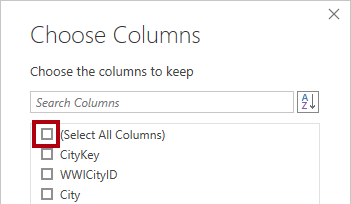 Choose Columns
Choose the columns to keep
Search Columns
A
Z
(Select All Columns)
CityKey
WWICityID
City